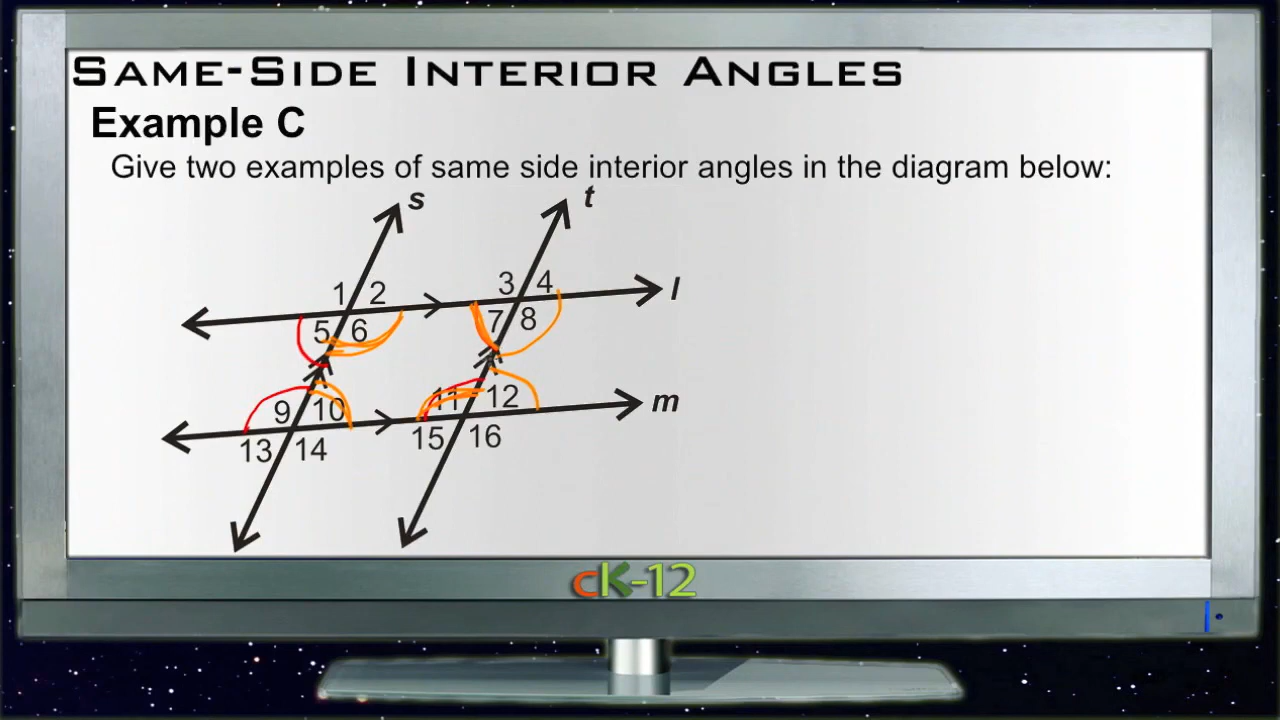 SAME-SIDE INTERIOR ANGLES
Example C
Give two examples of same side interior angles in the diagram below:
s t
1 2 3 4 l
5 6 7 8
9 10 11 12 m
13 14 15 16
cK-12